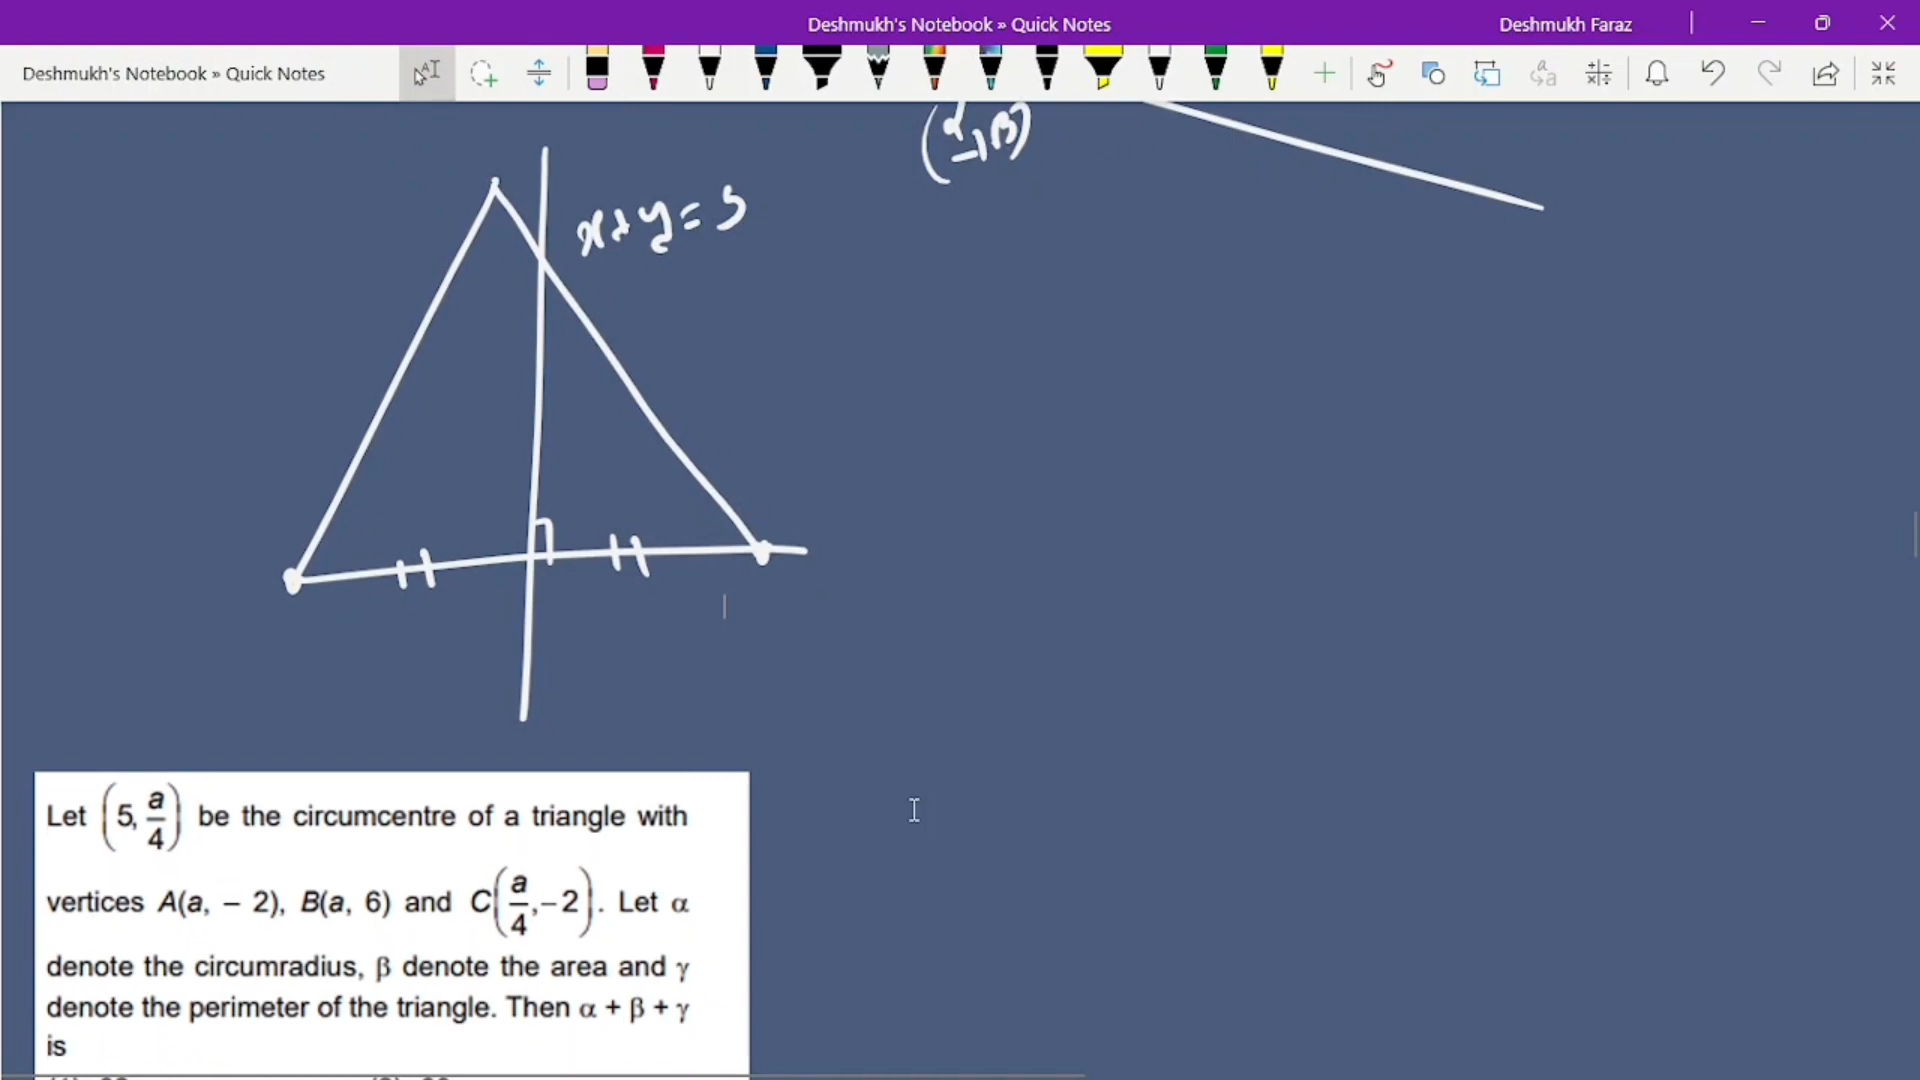 Deshmukh's Notebook » Quick Notes
Deshmukh Faraz
Deshmukh's Notebook » Quick Notes
x+y=5
Let (5, a/4) be the circumcentre of a triangle with
vertices A(a, – 2), B(a, 6) and C(a/4, –2). Let α
denote the circumradius, β denote the area and γ
denote the perimeter of the triangle. Then α + β + γ
is